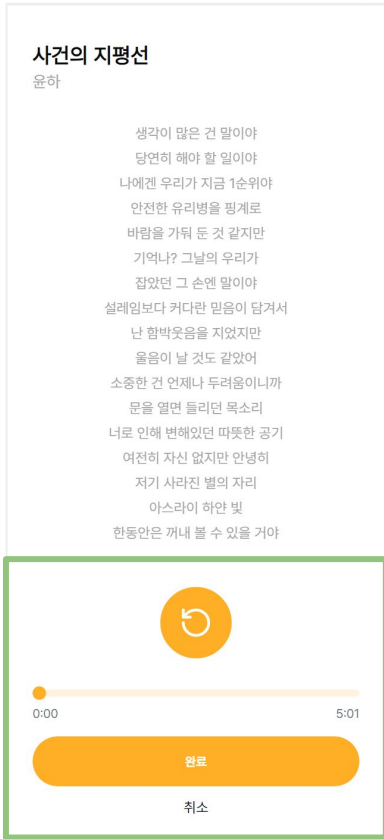 사건의 지평선
윤하
생각이 많은 건 말이야
당연히 해야 할 일이야
나에겐 우리가 지금 1순위야
안전한 유리병을 핑계로
바람을 가둬 둔 것 같지만
기억나? 그날의 우리가
잡았던 그 손엔 말이야
설레임보다 커다란 믿음이 담겨서
난 함박웃음을 지었지만
울음이 날 것도 같았어
소중한 건 언제나 두려움이니까
문을 열면 들리던 목소리
너로 인해 변해있던 따뜻한 공기
여전히 자신 없지만 안녕히
저기 사라진 별의 자리
아스라이 하얀 빛
한동안은 꺼내 볼 수 있을 거야
0:00 5:01
완료
취소